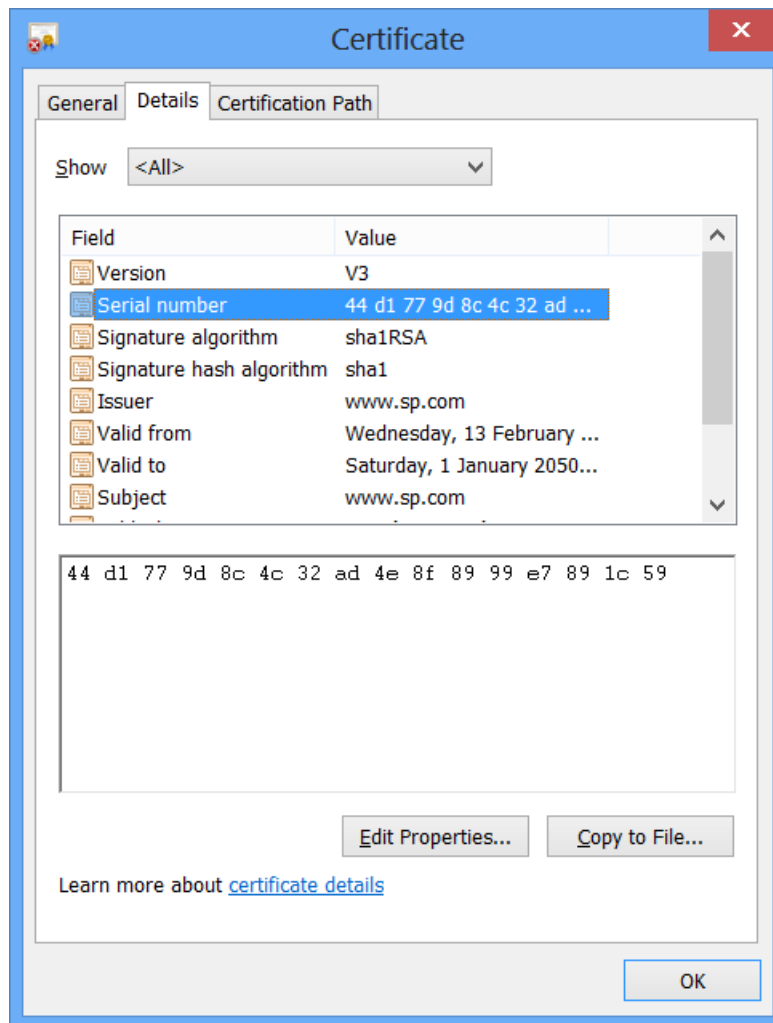 Certificate
General Details Certification Path
Show <All>
Field Value
Version V3
Serial number 44 d1 77 9d 8c 4c 32 ad ...
Signature algorithm sha1RSA
Signature hash algorithm sha1
Issuer www.sp.com
Valid from Wednesday, 13 February ...
Valid to Saturday, 1 January 2050...
Subject www.sp.com
44 d1 77 9d 8c 4c 32 ad 4e 8f 89 99 e7 89 1c 59
Edit Properties... Copy to File...
Learn more about certificate details
OK